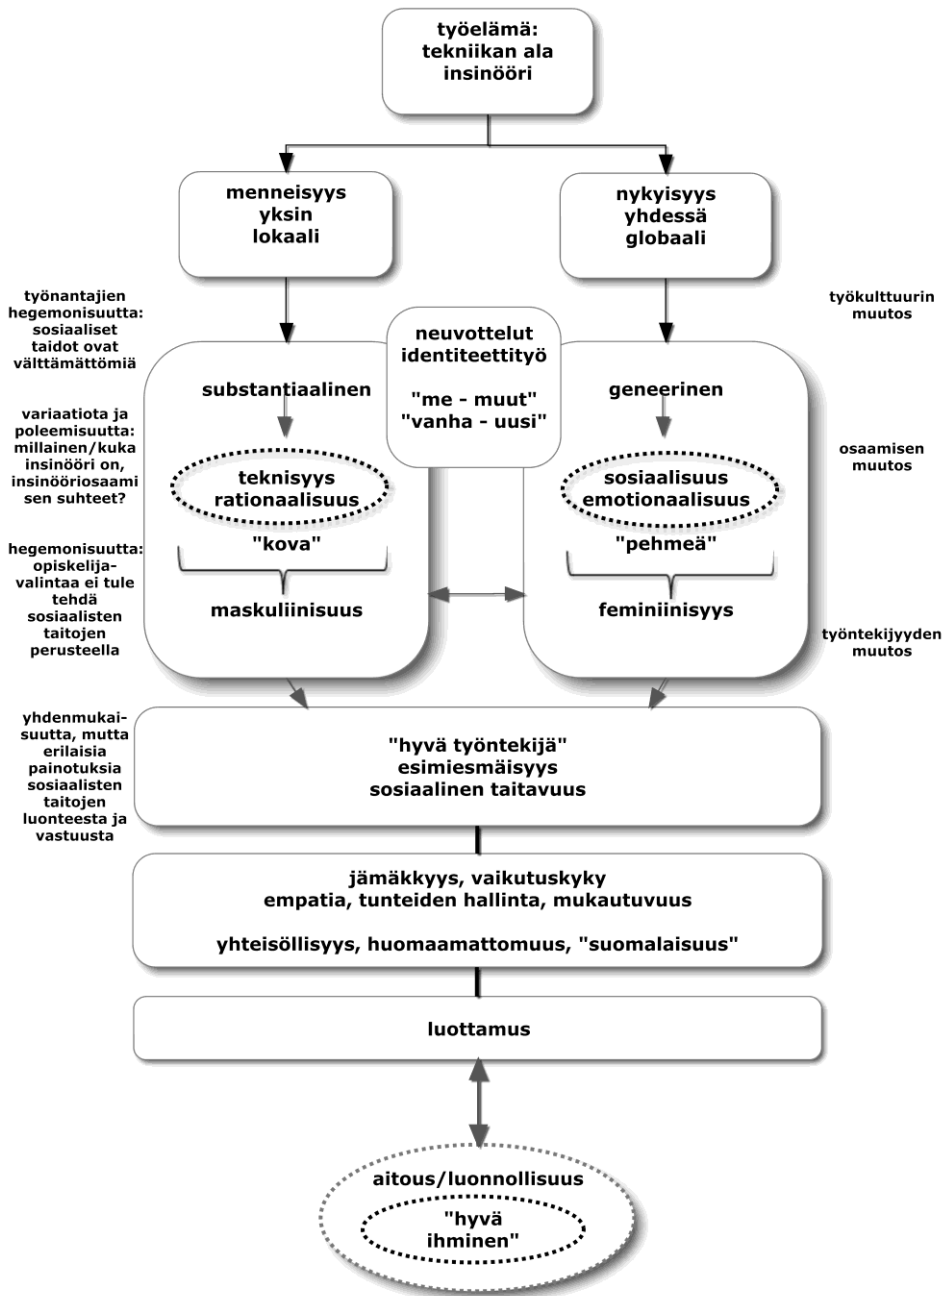 työelämä:
tekniikan ala
insinööri
menneisyys
yksin
lokaali
nykyisyys
yhdessä
globaali
työnantajien
hegemonisuutta:
sosiaaliset
taidot ovat
välttämättömiä
työkulttuurin
muutos
neuvottelut
identiteettityö
"me - muut"
"vanha - uusi"
substantiaalinen
geneerinen
variaatiota ja
poleemisuutta:
millainen/kuka
insinööri on,
insinööriosaami
sen suhteet?
osaamisen
muutos
teknisyys
rationaalisuus
sosiaalisuus
emotionaalisuus
"kova"
"pehmeä"
hegemonisuutta:
opiskelija-
valintaa ei tule
tehdä
sosiaalisten
taitojen
perusteella
maskuliinisuus
feminiinisyys
työntekijyyden
muutos
yhdenmukai-
suutta, mutta
erilaisia
painotuksia
sosiaalisten
taitojen
luonteesta ja
vastuusta
"hyvä työntekijä"
esimiesmäisyys
sosiaalinen taitavuus
jämäkkyys, vaikutuskyky
empatia, tunteiden hallinta, mukautuvuus
yhteisöllisyys, huomaamattomuus, "suomalaisuus"
luottamus
aitous/luonnollisuus
"hyvä
ihminen"